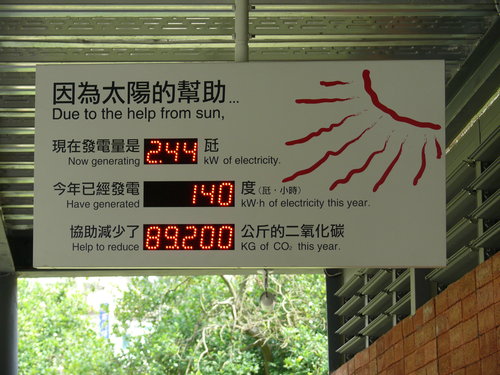 因為太陽的幫助...
Due to the help from sun,
現在發電量是 2.44 瓩
Now generating kW of electricity.
今年已經發電 140 度(瓩·小時)
Have generated kW·h of electricity this year.
協助減少了 89.200 公斤的二氧化碳
Help to reduce KG of CO₂ this year.